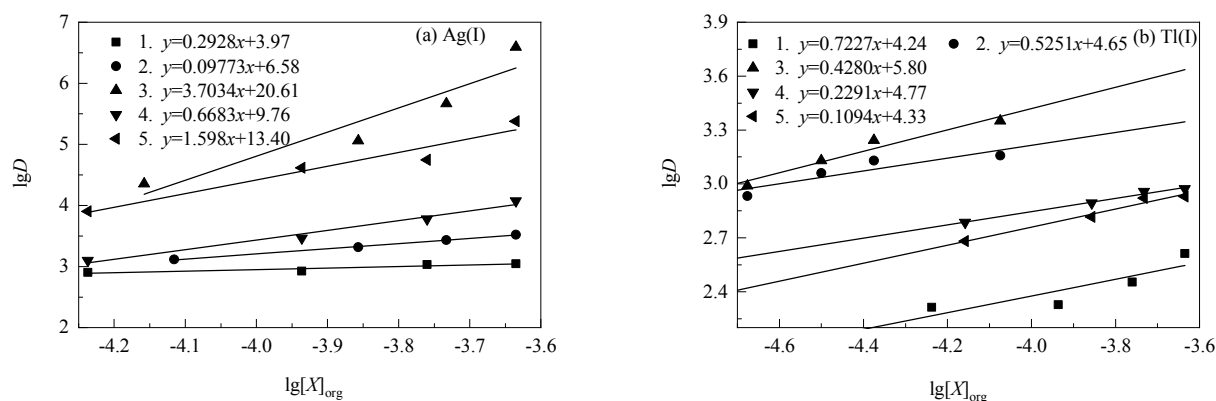 (a) Ag(I)
1. y=0.2928x+3.97
2. y=0.09773x+6.58
3. y=3.7034x+20.61
4. y=0.6683x+9.76
5. y=1.598x+13.40
7
6
5
4
3
2
lgD
-4.2 -4.1 -4.0 -3.9 -3.8 -3.7 -3.6
lg[X]org
(b) Tl(I)
1. y=0.7227x+4.24 2. y=0.5251x+4.65
3. y=0.4280x+5.80
4. y=0.2291x+4.77
5. y=0.1094x+4.33
3.9
3.6
3.3
3.0
2.7
2.4
lgD
-4.6 -4.4 -4.2 -4.0 -3.8 -3.6
lg[X]org